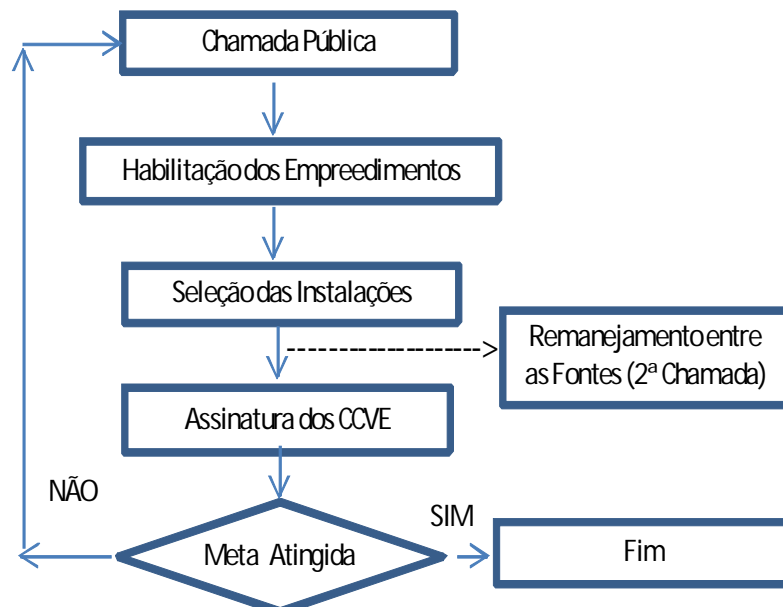 Chamada Pública
Habilitação dos Empreedimentos
Seleção das Instalações
Remanejamento entre
as Fontes (2ª Chamada)
Assinatura dos CCVE
NÃO
SIM
Meta Atingida
Fim